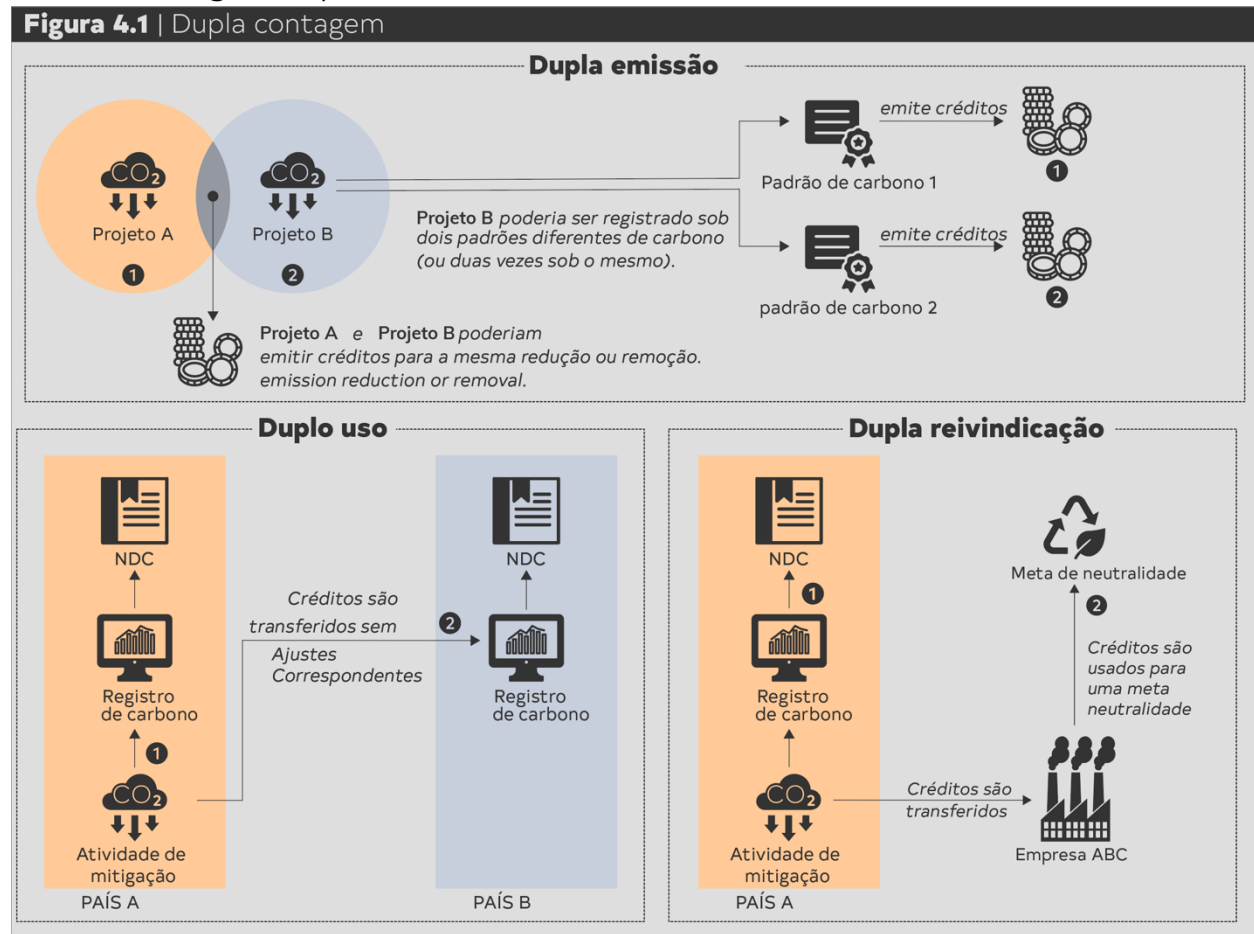 Figura 4.1 | Dupla contagem
Dupla emissão
CO2
Projeto A
1
CO2
Projeto B
2
Projeto B poderia ser registrado sob
dois padrões diferentes de carbono
(ou duas vezes sob o mesmo).
Padrão de carbono 1
emite créditos
1
padrão de carbono 2
emite créditos
2
Projeto A e Projeto B poderiam
emitir créditos para a mesma redução ou remoção.
emission reduction or removal.
Duplo uso
NDC
Registro
de carbono
1
CO2
Atividade de
mitigação
PAÍS A
Créditos são
transferidos sem
Ajustes
Correspondentes
2
NDC
Registro
de carbono
PAÍS B
Dupla reivindicação
NDC
1
Registro
de carbono
CO2
Atividade de
mitigação
PAÍS A
Créditos são
transferidos
Meta de neutralidade
2
Créditos são
usados para
uma meta
neutralidade
Empresa ABC